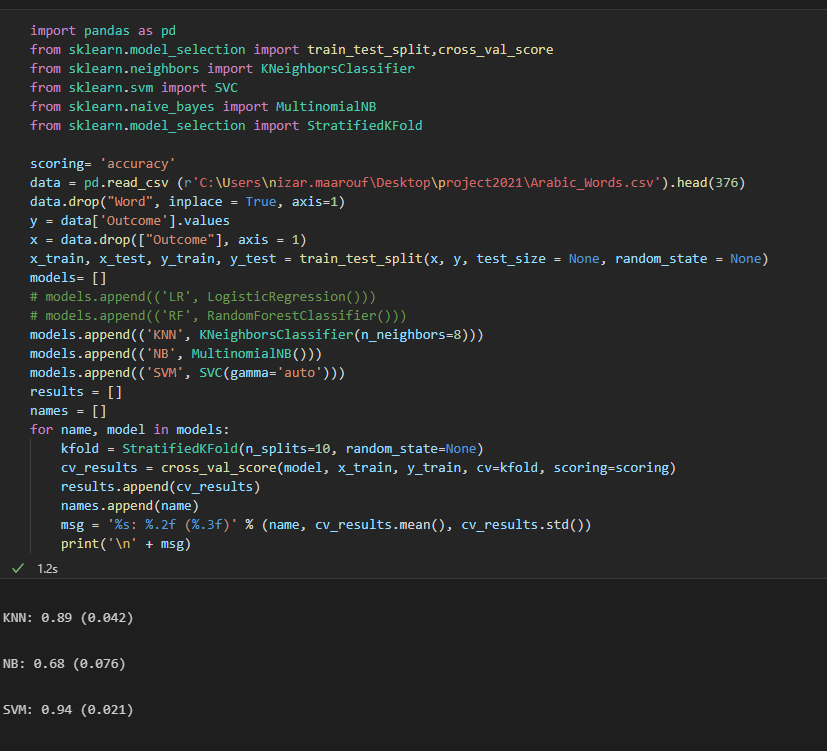 import pandas as pd
from sklearn.model_selection import train_test_split,cross_val_score
from sklearn.neighbors import KNeighborsClassifier
from sklearn.svm import SVC
from sklearn.naive_bayes import MultinomialNB
from sklearn.model_selection import StratifiedKFold

scoring= 'accuracy'
data = pd.read_csv (r'C:\Users\nizar.maarouf\Desktop\project2021\Arabic_Words.csv').head(376)
data.drop("Word", inplace = True, axis=1)
y = data['Outcome'].values
x = data.drop(["Outcome"], axis = 1)
x_train, x_test, y_train, y_test = train_test_split(x, y, test_size = None, random_state = None)
models= []
# models.append(('LR', LogisticRegression()))
# models.append(('RF', RandomForestClassifier()))
models.append(('KNN', KNeighborsClassifier(n_neighbors=8)))
models.append(('NB', MultinomialNB()))
models.append(('SVM', SVC(gamma='auto')))
results = []
names = []
for name, model in models:
    kfold = StratifiedKFold(n_splits=10, random_state=None)
    cv_results = cross_val_score(model, x_train, y_train, cv=kfold, scoring=scoring)
    results.append(cv_results)
    names.append(name)
    msg = '%s: %.2f (%.3f)' % (name, cv_results.mean(), cv_results.std())
    print('\n' + msg)
1.2s
KNN: 0.89 (0.042)
NB: 0.68 (0.076)
SVM: 0.94 (0.021)